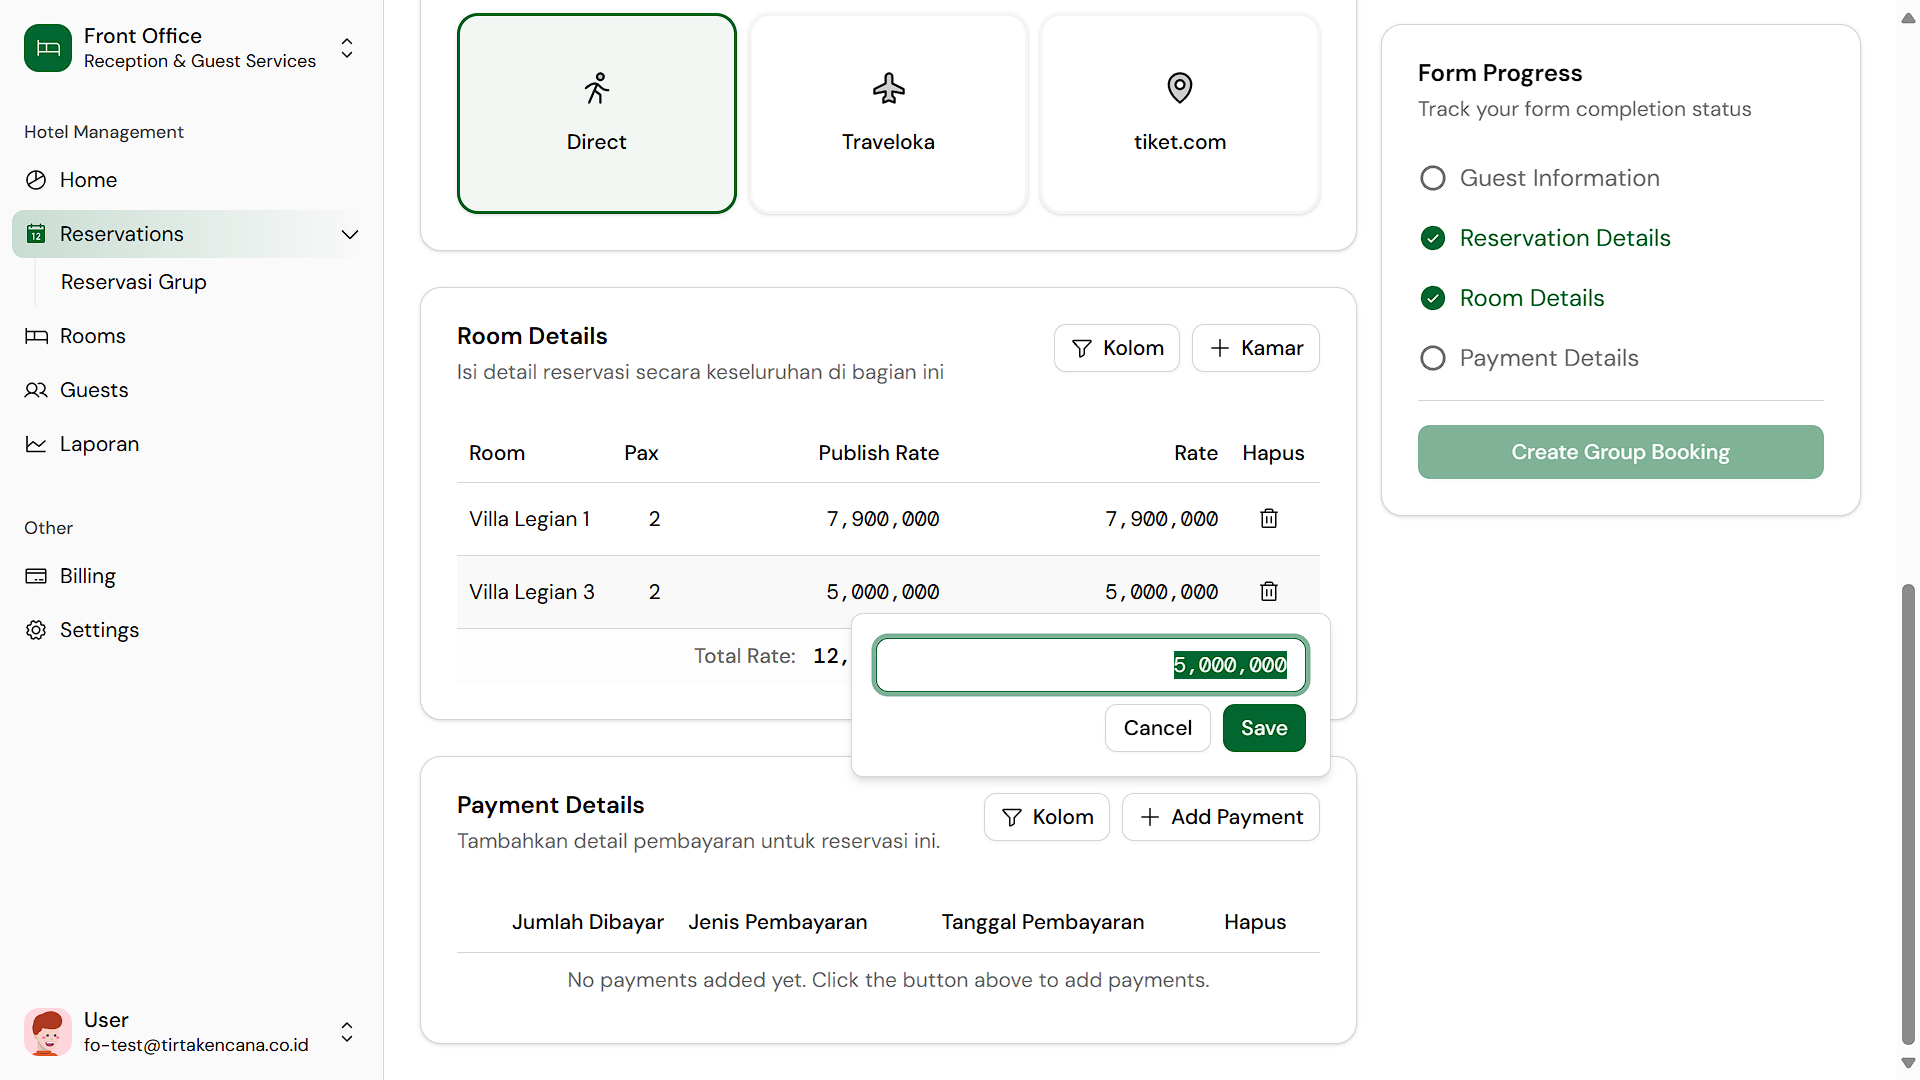 Front Office
Reception & Guest Services
Hotel Management
Home
12
Reservations
Reservasi Grup
Rooms
Guests
Laporan
Other
Billing
Settings
User
fo-test@tirtakencana.co.id
Direct
Traveloka
tiket.com
Room Details
Isi detail reservasi secara keseluruhan di bagian ini
Kolom
Kamar
Room Pax Publish Rate Rate Hapus
Villa Legian 1 2 7,900,000 7,900,000
Villa Legian 3 2 5,000,000 5,000,000
Total Rate: 12,
5,000,000
Cancel
Save
Payment Details
Tambahkan detail pembayaran untuk reservasi ini.
Kolom
Add Payment
Jumlah Dibayar Jenis Pembayaran Tanggal Pembayaran Hapus
No payments added yet. Click the button above to add payments.
Form Progress
Track your form completion status
Guest Information
Reservation Details
Room Details
Payment Details
Create Group Booking